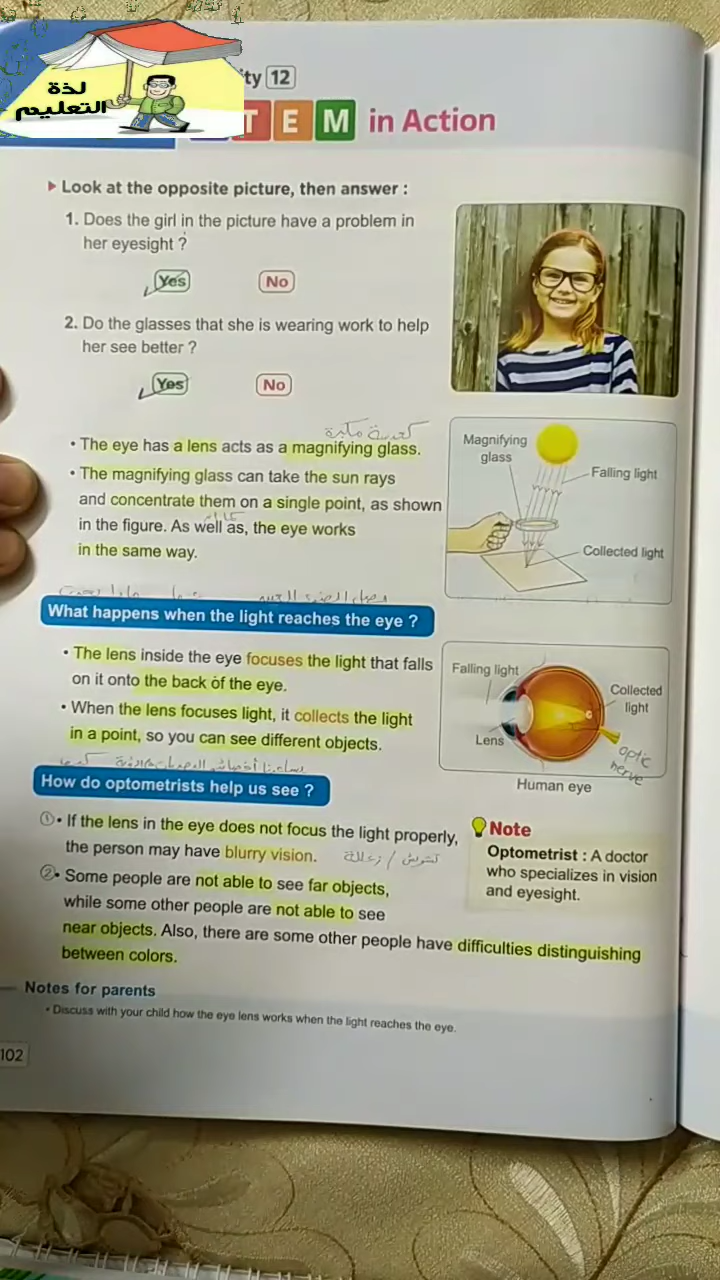 لذة
التعليم
ity 12
TEM in Action
Look at the opposite picture, then answer :
1. Does the girl in the picture have a problem in
her eyesight ?
Yes No
2. Do the glasses that she is wearing work to help
her see better ?
Yes No
كعدسة مكبرة
• The eye has a lens acts as a magnifying glass.
• The magnifying glass can take the sun rays
and concentrate them on a single point, as shown
in the figure. As well as, the eye works
in the same way.
Magnifying
glass
Falling light
Collected light
What happens when the light reaches the eye ?
• The lens inside the eye focuses the light that falls
on it onto the back of the eye.
• When the lens focuses light, it collects the light
in a point, so you can see different objects.
Falling light
Collected
light
Lens
optic
nerve
Human eye
How do optometrists help us see ?
① • If the lens in the eye does not focus the light properly,
the person may have blurry vision. تشويش / زغللة
② • Some people are not able to see far objects,
while some other people are not able to see
near objects. Also, there are some other people have difficulties distinguishing
between colors.
Note
Optometrist : A doctor
who specializes in vision
and eyesight.
Notes for parents
• Discuss with your child how the eye lens works when the light reaches the eye.
102